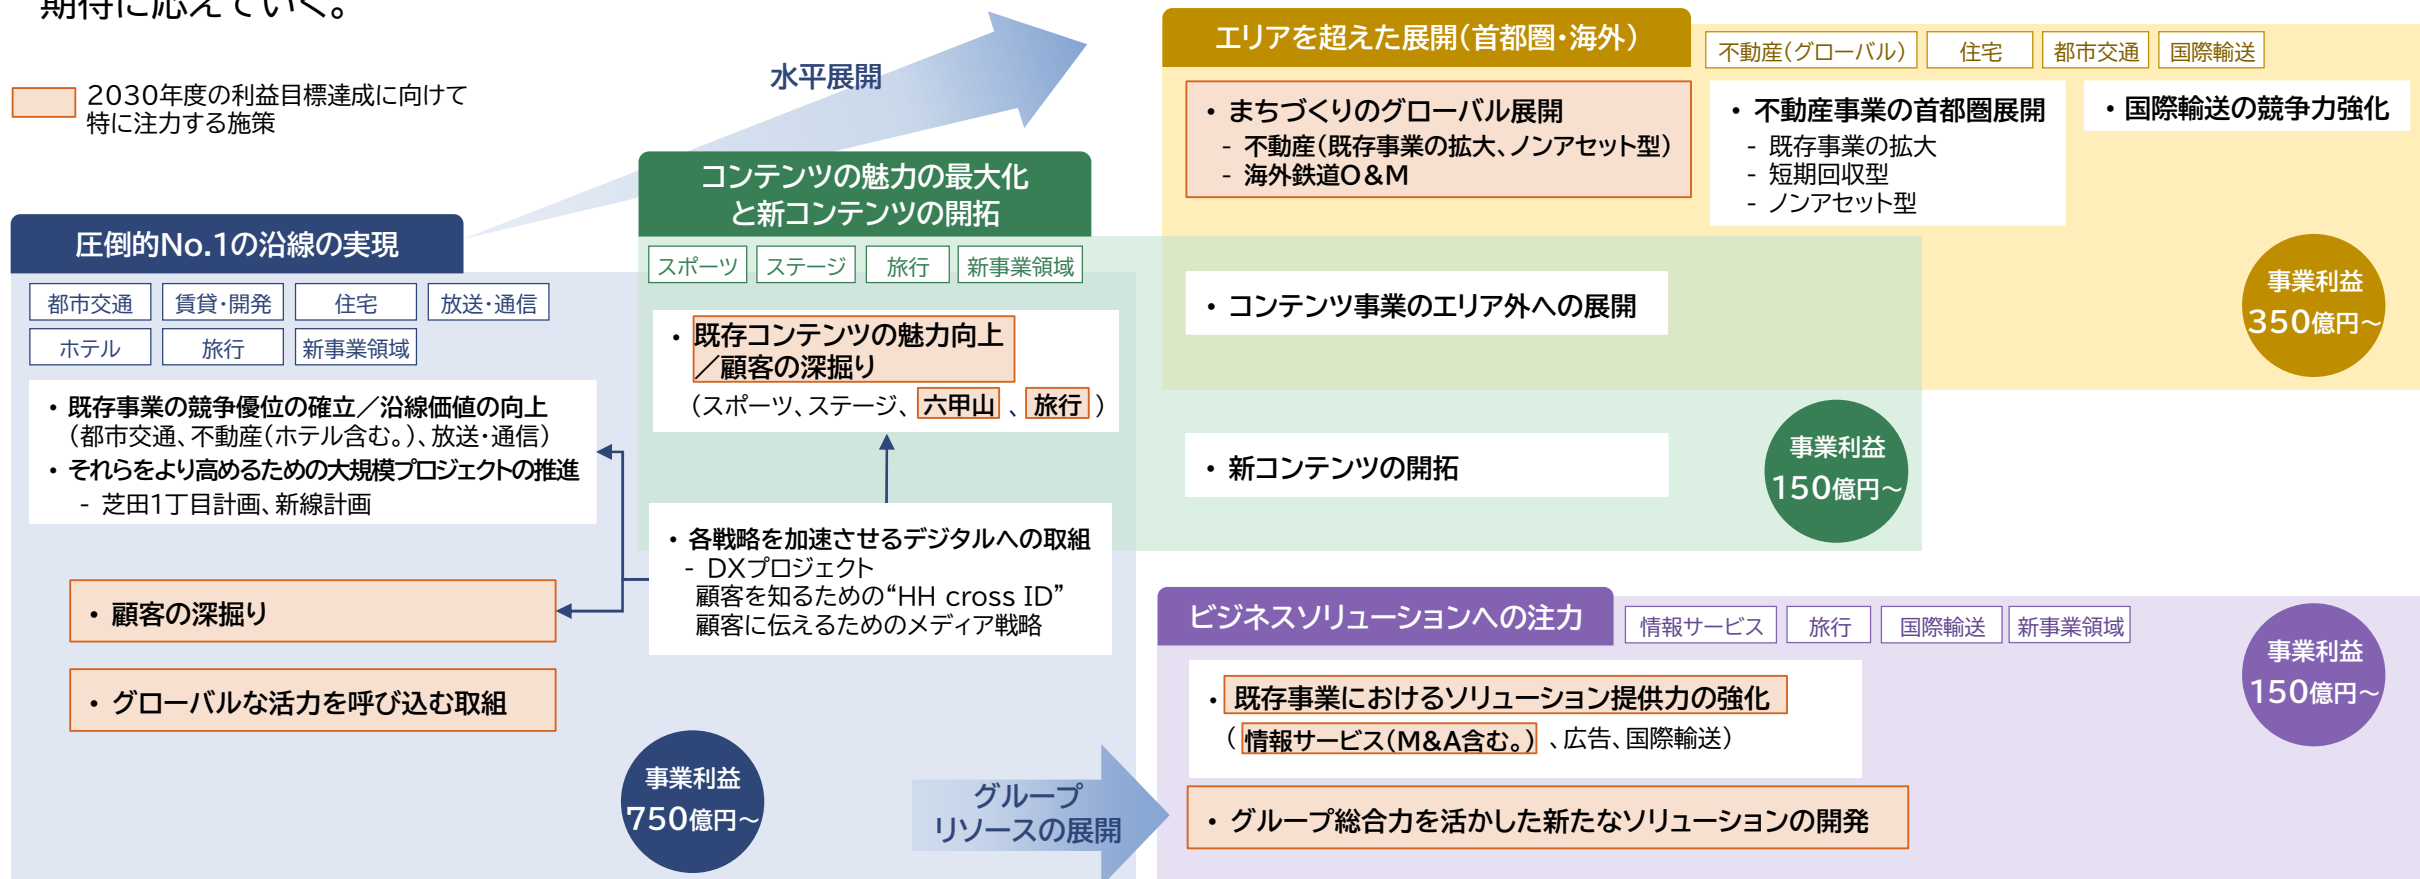 期待に応えていく。
2030年度の利益目標達成に向けて
特に注力する施策
水平展開
圧倒的No.1の沿線の実現
都市交通
賃貸・開発
住宅
放送・通信
ホテル
旅行
新事業領域
・既存事業の競争優位の確立／沿線価値の向上
（都市交通、不動産（ホテル含む。）、放送・通信）
・それらをより高めるための大規模プロジェクトの推進
- 芝田1丁目計画、新線計画
・顧客の深掘り
・グローバルな活力を呼び込む取組
事業利益
750億円～
コンテンツの魅力の最大化
と新コンテンツの開拓
スポーツ
ステージ
旅行
新事業領域
・既存コンテンツの魅力向上
／顧客の深掘り
（スポーツ、ステージ、六甲山、旅行）
・各戦略を加速させるデジタルへの取組
- DXプロジェクト
顧客を知るための“HH cross ID”
顧客に伝えるためのメディア戦略
・コンテンツ事業のエリア外への展開
・新コンテンツの開拓
事業利益
150億円～
エリアを超えた展開（首都圏・海外）
不動産（グローバル）
住宅
都市交通
国際輸送
・まちづくりのグローバル展開
- 不動産（既存事業の拡大、ノンアセット型）
- 海外鉄道O&M
・不動産事業の首都圏展開
- 既存事業の拡大
- 短期回収型
- ノンアセット型
・国際輸送の競争力強化
事業利益
350億円～
グループ
リソースの展開
ビジネスソリューションへの注力
情報サービス
旅行
国際輸送
新事業領域
・既存事業におけるソリューション提供力の強化
（情報サービス（M&A含む。）、広告、国際輸送）
・グループ総合力を活かした新たなソリューションの開発
事業利益
150億円～